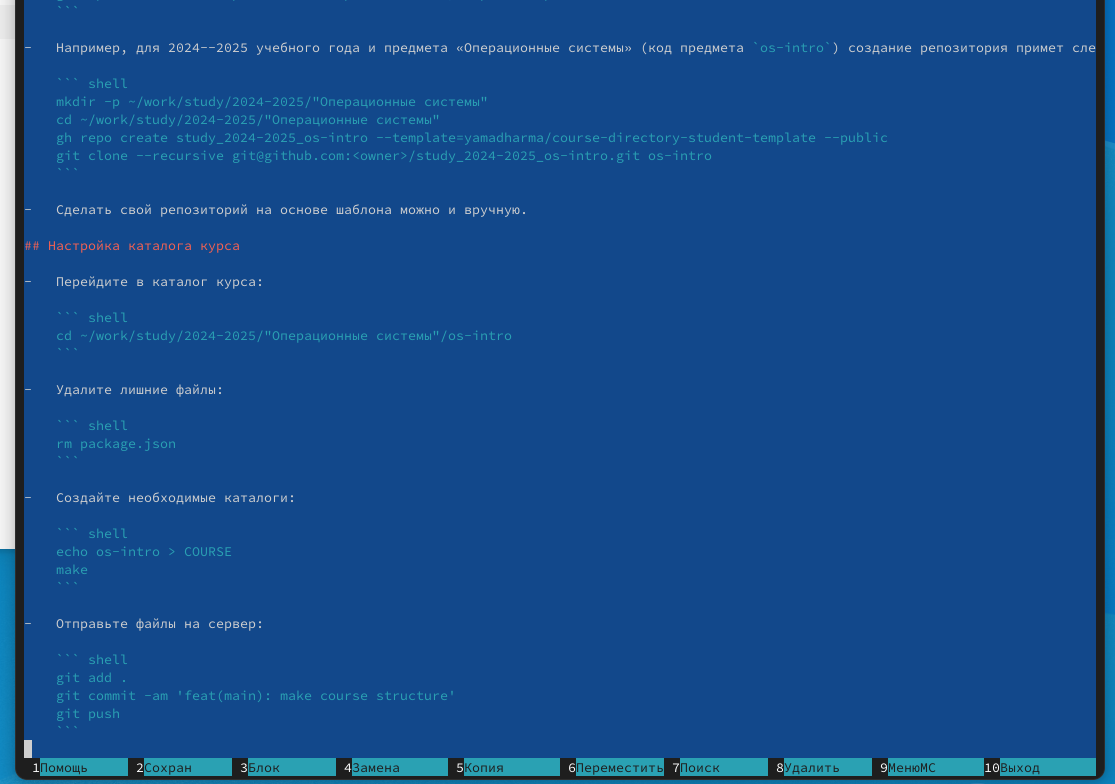 ```
-   Например, для 2024--2025 учебного года и предмета «Операционные системы» (код предмета `os-intro`) создание репозитория примет сле
``` shell
mkdir -p ~/work/study/2024-2025/"Операционные системы"
cd ~/work/study/2024-2025/"Операционные системы"
gh repo create study_2024-2025_os-intro --template=yamadharma/course-directory-student-template --public
git clone --recursive git@github.com:<owner>/study_2024-2025_os-intro.git os-intro
```
-   Сделать свой репозиторий на основе шаблона можно и вручную.
## Настройка каталога курса
-   Перейдите в каталог курса:
``` shell
cd ~/work/study/2024-2025/"Операционные системы"/os-intro
```
-   Удалите лишние файлы:
``` shell
rm package.json
```
-   Создайте необходимые каталоги:
``` shell
echo os-intro > COURSE
make
```
-   Отправьте файлы на сервер:
``` shell
git add .
git commit -am 'feat(main): make course structure'
git push
```
1Помощь 2Сохран 3Блок 4Замена 5Копия 6Переместить 7Поиск 8Удалить 9МенюMC 10Выход